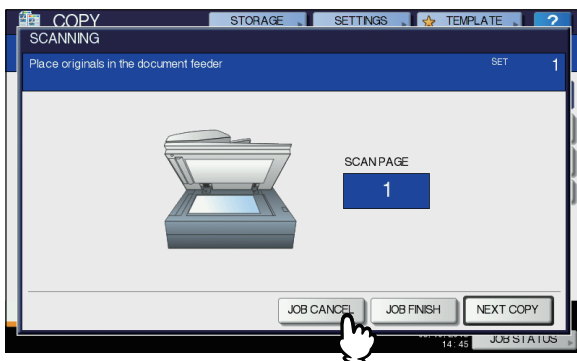 COPY STORAGE SETTINGS TEMPLATE ?
SCANNING
Place originals in the document feeder SET 1
SCAN PAGE
1
JOB CANCEL JOB FINISH NEXT COPY
14:45 JOB STATUS